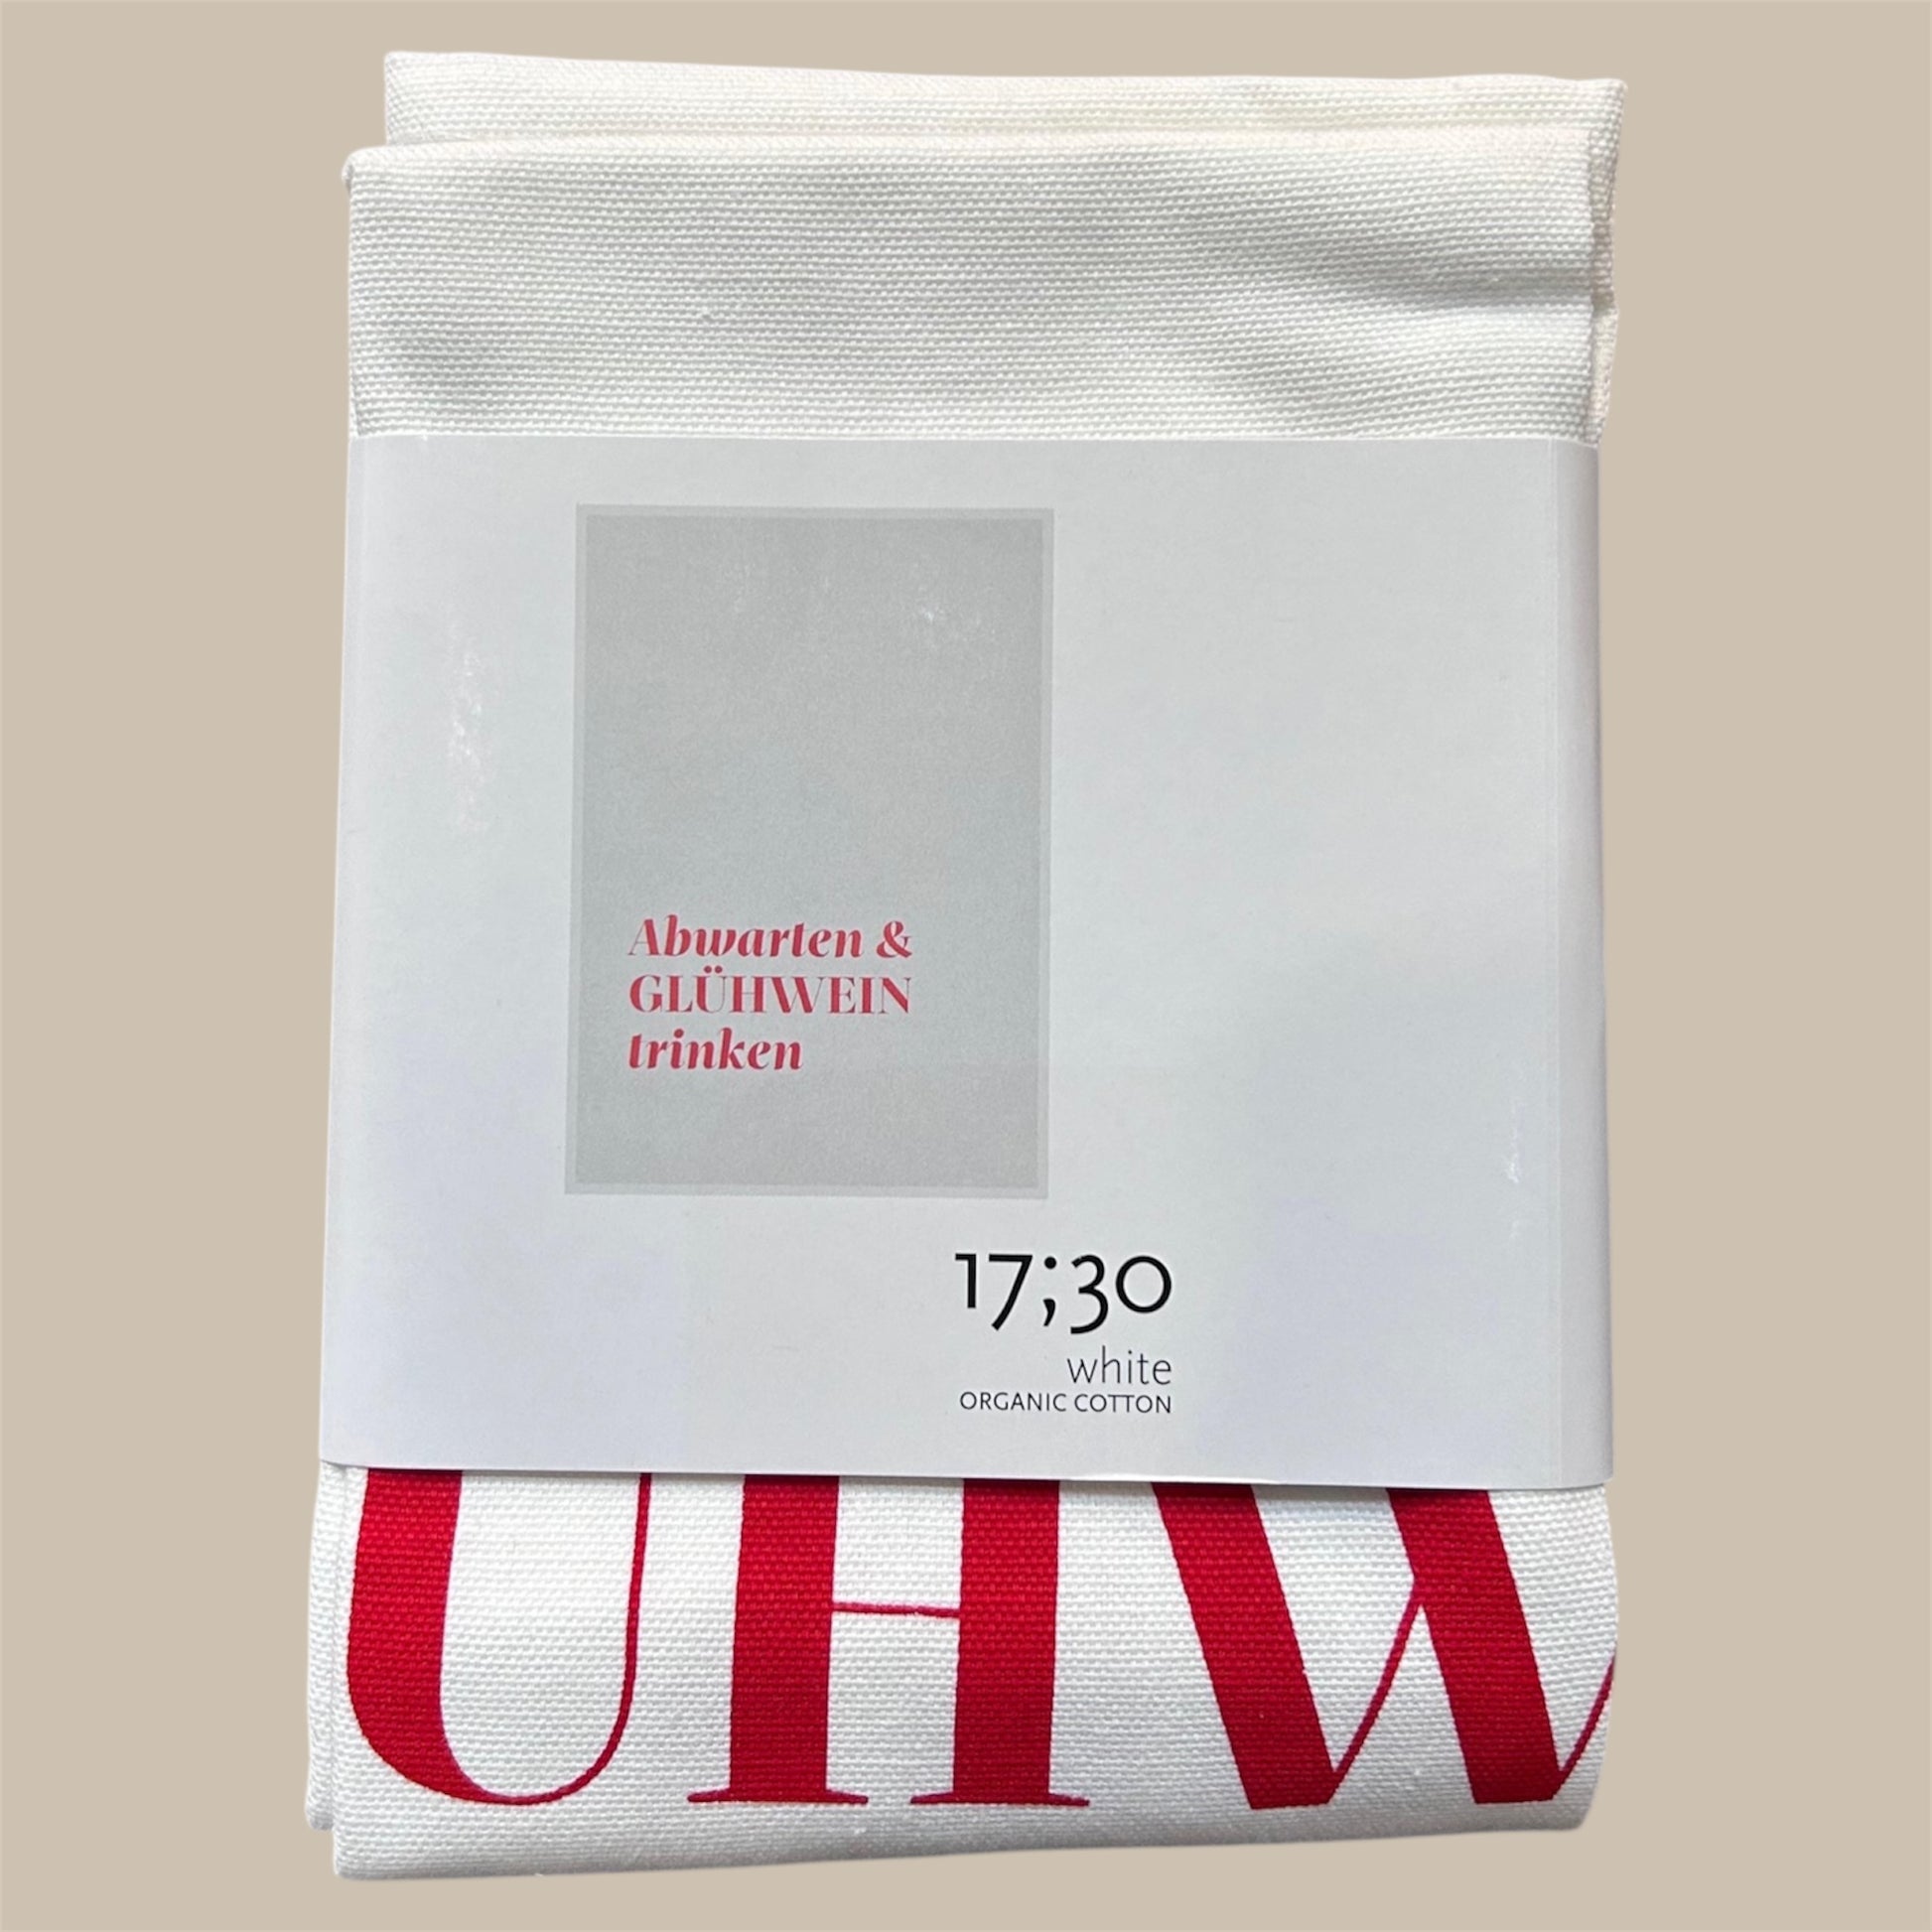 Abwarten &
GLÜHWEIN
trinken
17;30
white
ORGANIC COTTON
ÜHW